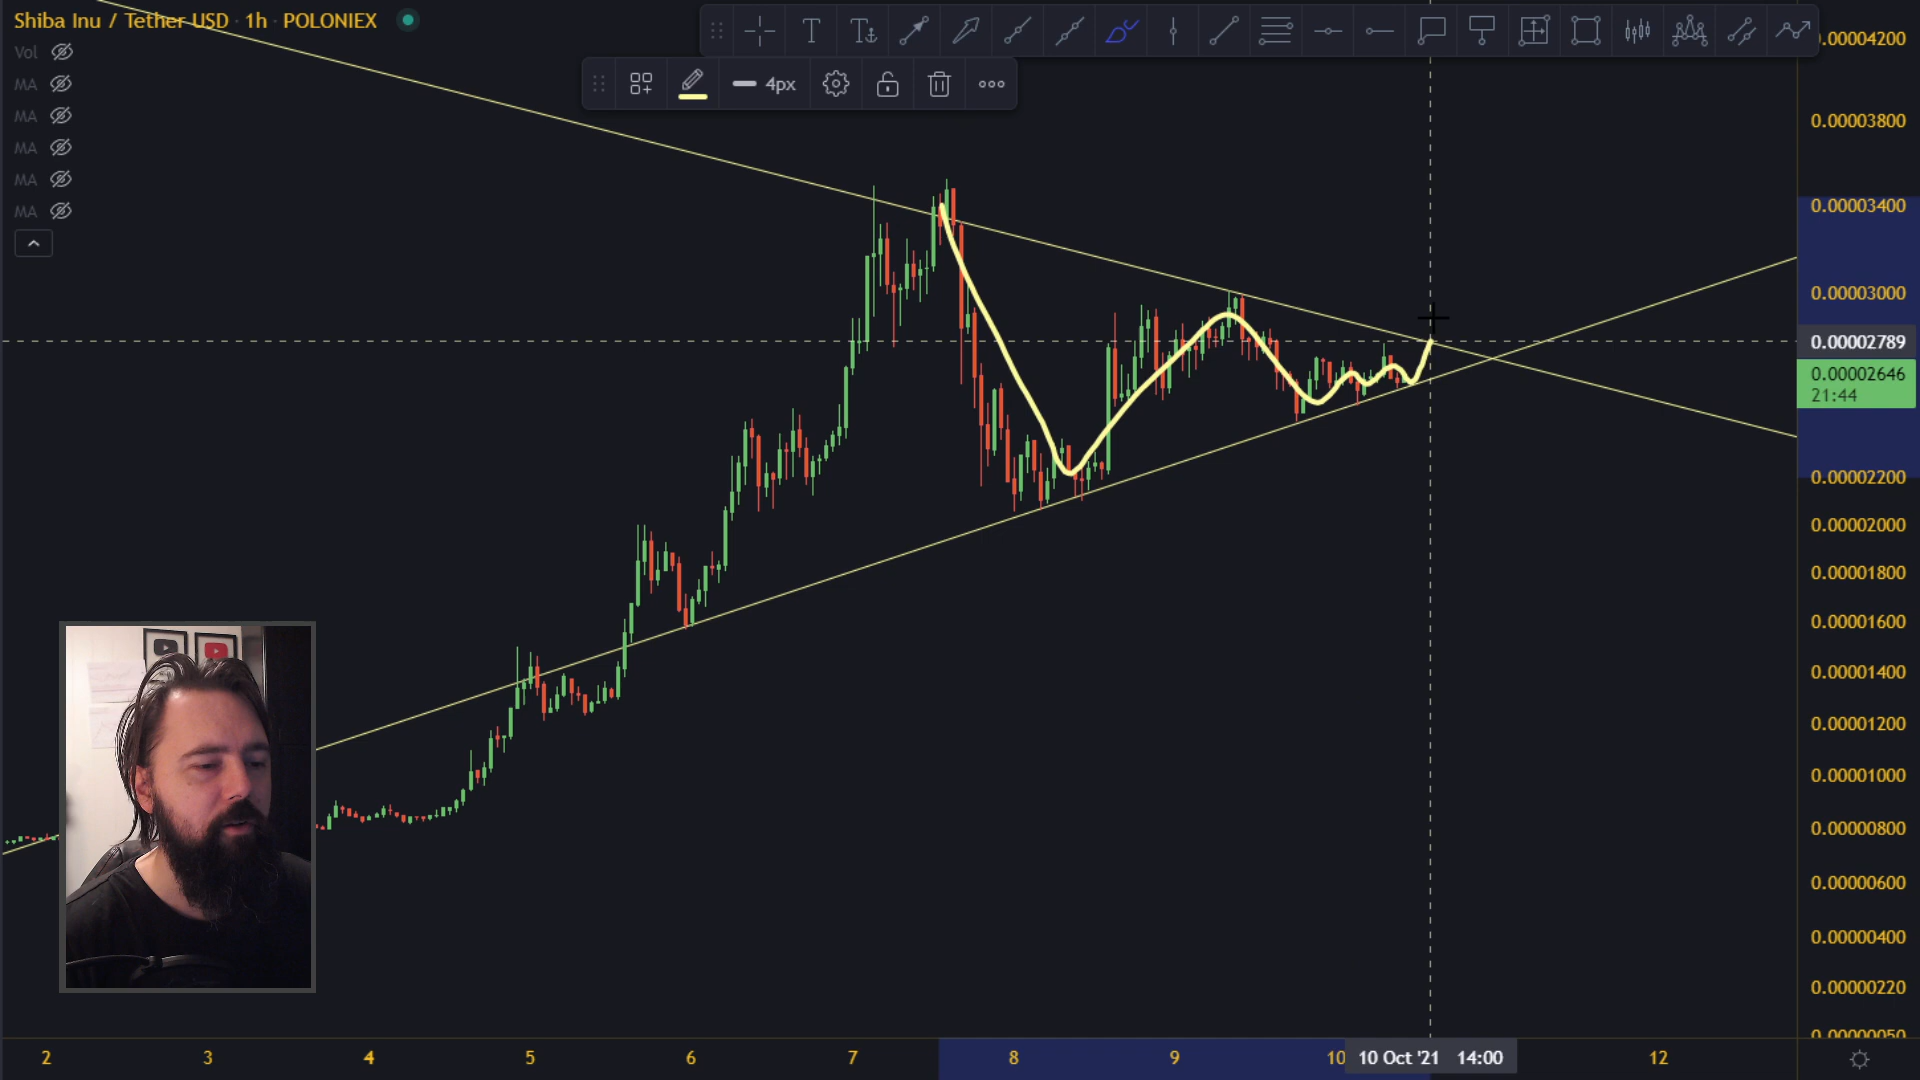 Shiba Inu / Tether USD · 1h · POLONIEX
Vol
MA
MA
MA
MA
MA
T
T
4px
0.00004200
0.00003800
0.00003400
0.00003000
0.00002789
0.00002646
21:44
0.00002200
0.00002000
0.00001800
0.00001600
0.00001400
0.00001200
0.00001000
0.00000800
0.00000600
0.00000400
0.00000220
0.00000050
2 3 4 5 6 7 8 9 10 10 Oct '21 14:00 12